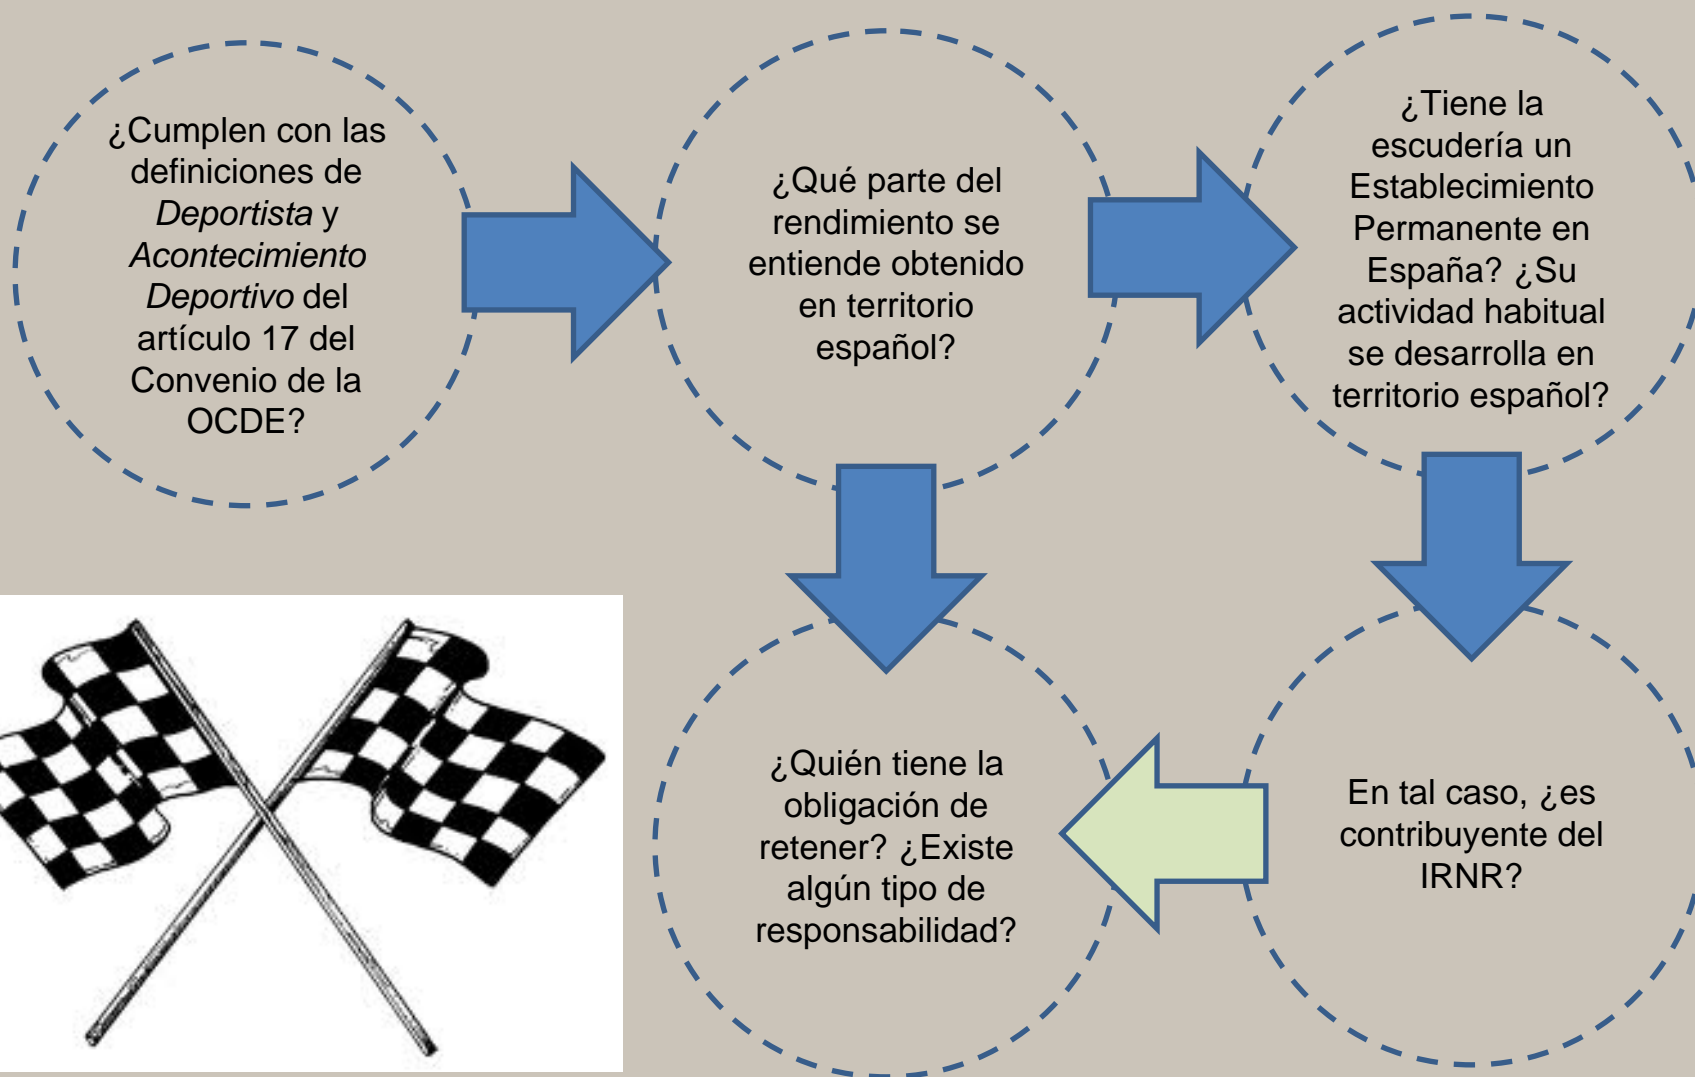 ¿Cumplen con las
definiciones de
Deportista y
Acontecimiento
Deportivo del
artículo 17 del
Convenio de la
OCDE?
¿Qué parte del
rendimiento se
entiende obtenido
en territorio
español?
¿Tiene la
escudería un
Establecimiento
Permanente en
España? ¿Su
actividad habitual
se desarrolla en
territorio español?
¿Quién tiene la
obligación de
retener? ¿Existe
algún tipo de
responsabilidad?
En tal caso, ¿es
contribuyente del
IRNR?